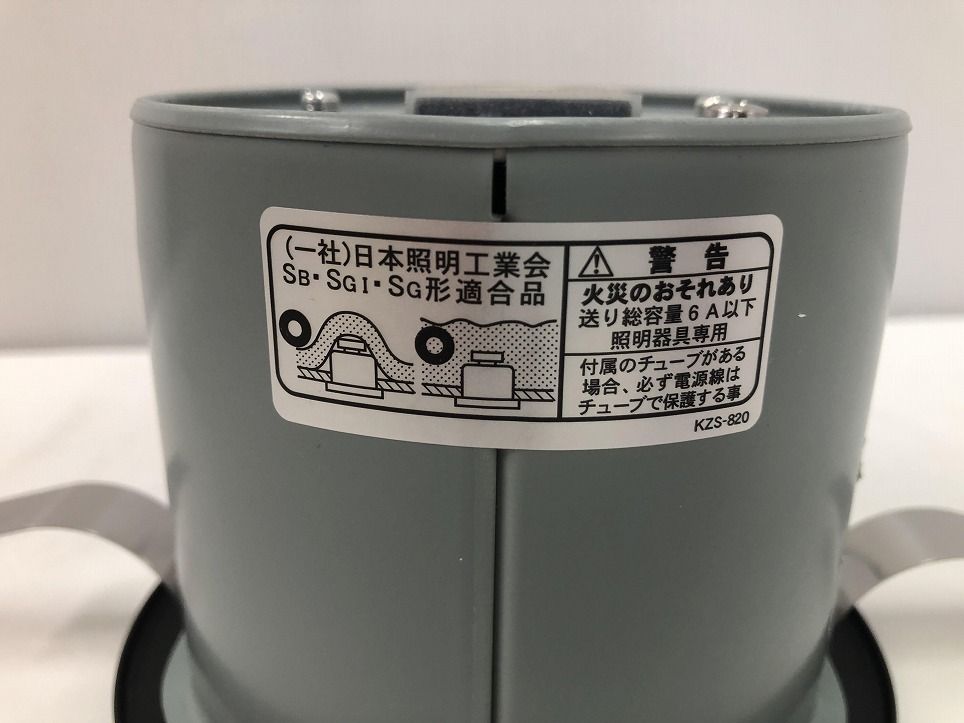 (一社)日本照明工業会
SB・SGI・SG形適合品
警告
火災のおそれあり
送り総容量6A以下
照明器具専用
付属のチューブがある
場合、必ず電源線は
チューブで保護する事
KZS-820